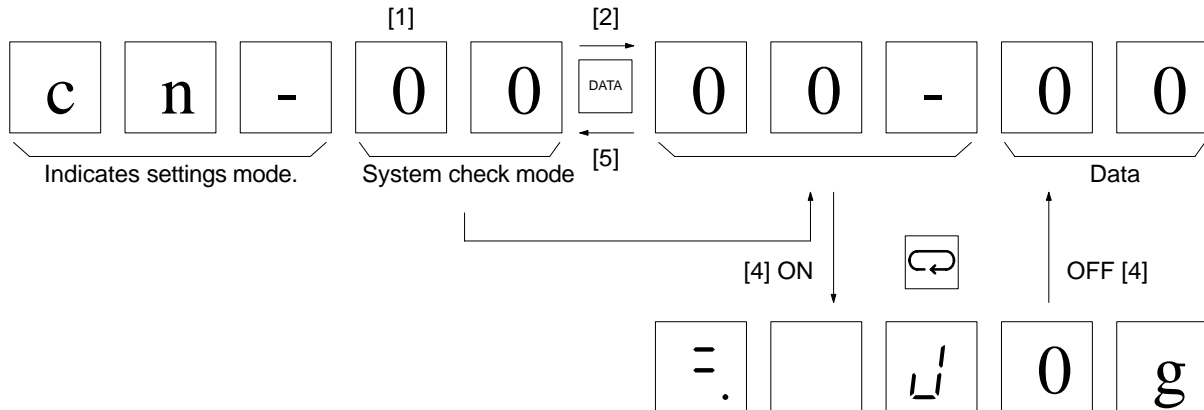 [1] [2]
c n - 0 0 DATA 0 0 - 0 0
[5]
Indicates settings mode. System check mode Data
[4] ON OFF [4]
0 g